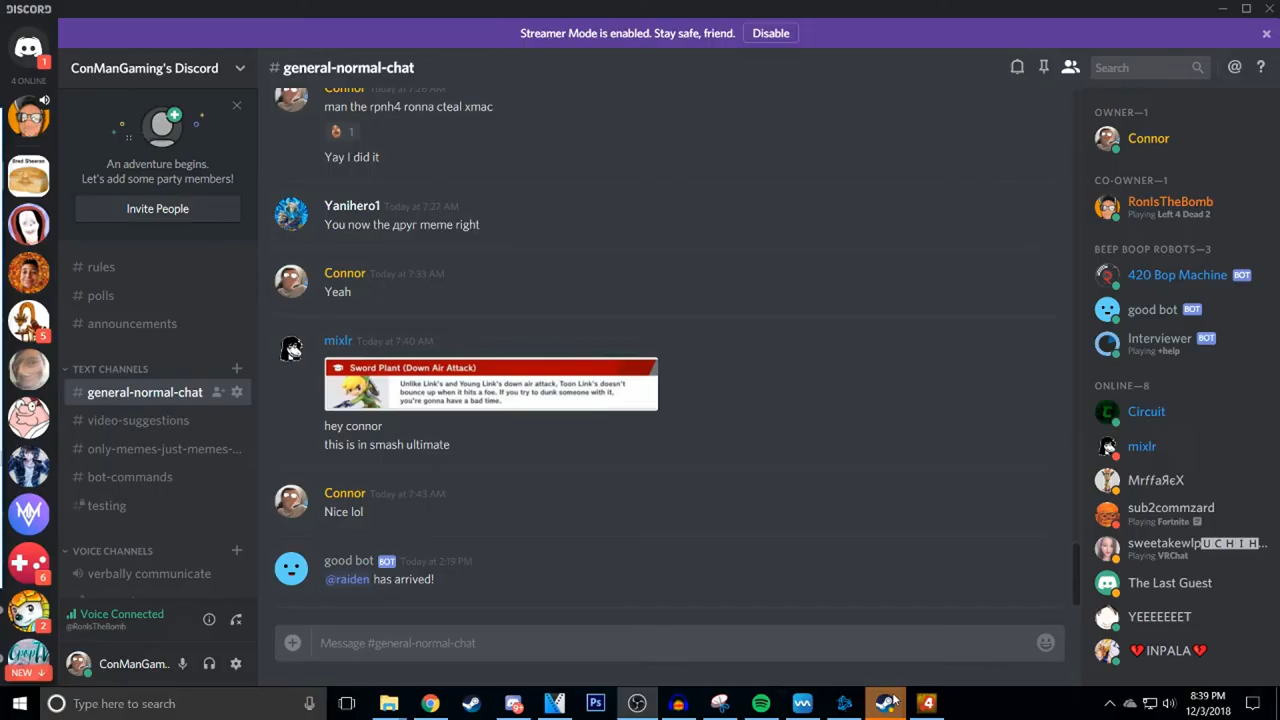 DISCORD
Streamer Mode is enabled. Stay safe, friend.
Disable
1
4 ONLINE
Bred Sheeran
5
6
2
NEW ↓
ConManGaming's Discord
An adventure begins.
Let's add some party members!
Invite People
rules
polls
announcements
TEXT CHANNELS
# general-normal-chat
# video-suggestions
# only-memes-just-memes-...
# bot-commands
# testing
VOICE CHANNELS
verbally communicate
Voice Connected
@RonIsTheBomb
ConManGam..
# general-normal-chat
Search
@
?
Connor Today at 7:26 AM
man the rpnh4 ronna cteal xmac
1
Yay I did it
Yanihero1 Today at 7:27 AM
You now the друг meme right
Connor Today at 7:33 AM
Yeah
mixlr Today at 7:40 AM
Sword Plant (Down Air Attack)
Unlike Link's and Young Link's down air attack, Toon Link's doesn't
bounce up when it hits a foe. If you try to dunk someone with it,
you're gonna have a bad time.
hey connor
this is in smash ultimate
Connor Today at 7:43 AM
Nice lol
good bot BOT Today at 2:19 PM
@raiden has arrived!
Message #general-normal-chat
OWNER—1
Connor
CO-OWNER—1
RonIsTheBomb
Playing Left 4 Dead 2
BEEP BOOP ROBOTS—3
420 Bop Machine BOT
good bot BOT
Interviewer BOT
Playing +help
ONLINE—8
Circuit
mixlr
MrffaЯєX
sub2commzard
Playing Fortnite
sweetakewlp🅄🄲🄷🄸🄷...
Playing VRChat
The Last Guest
YEEEEEEET
💔INPALA💔
Type here to search
Ps
4
8:39 PM
12/3/2018